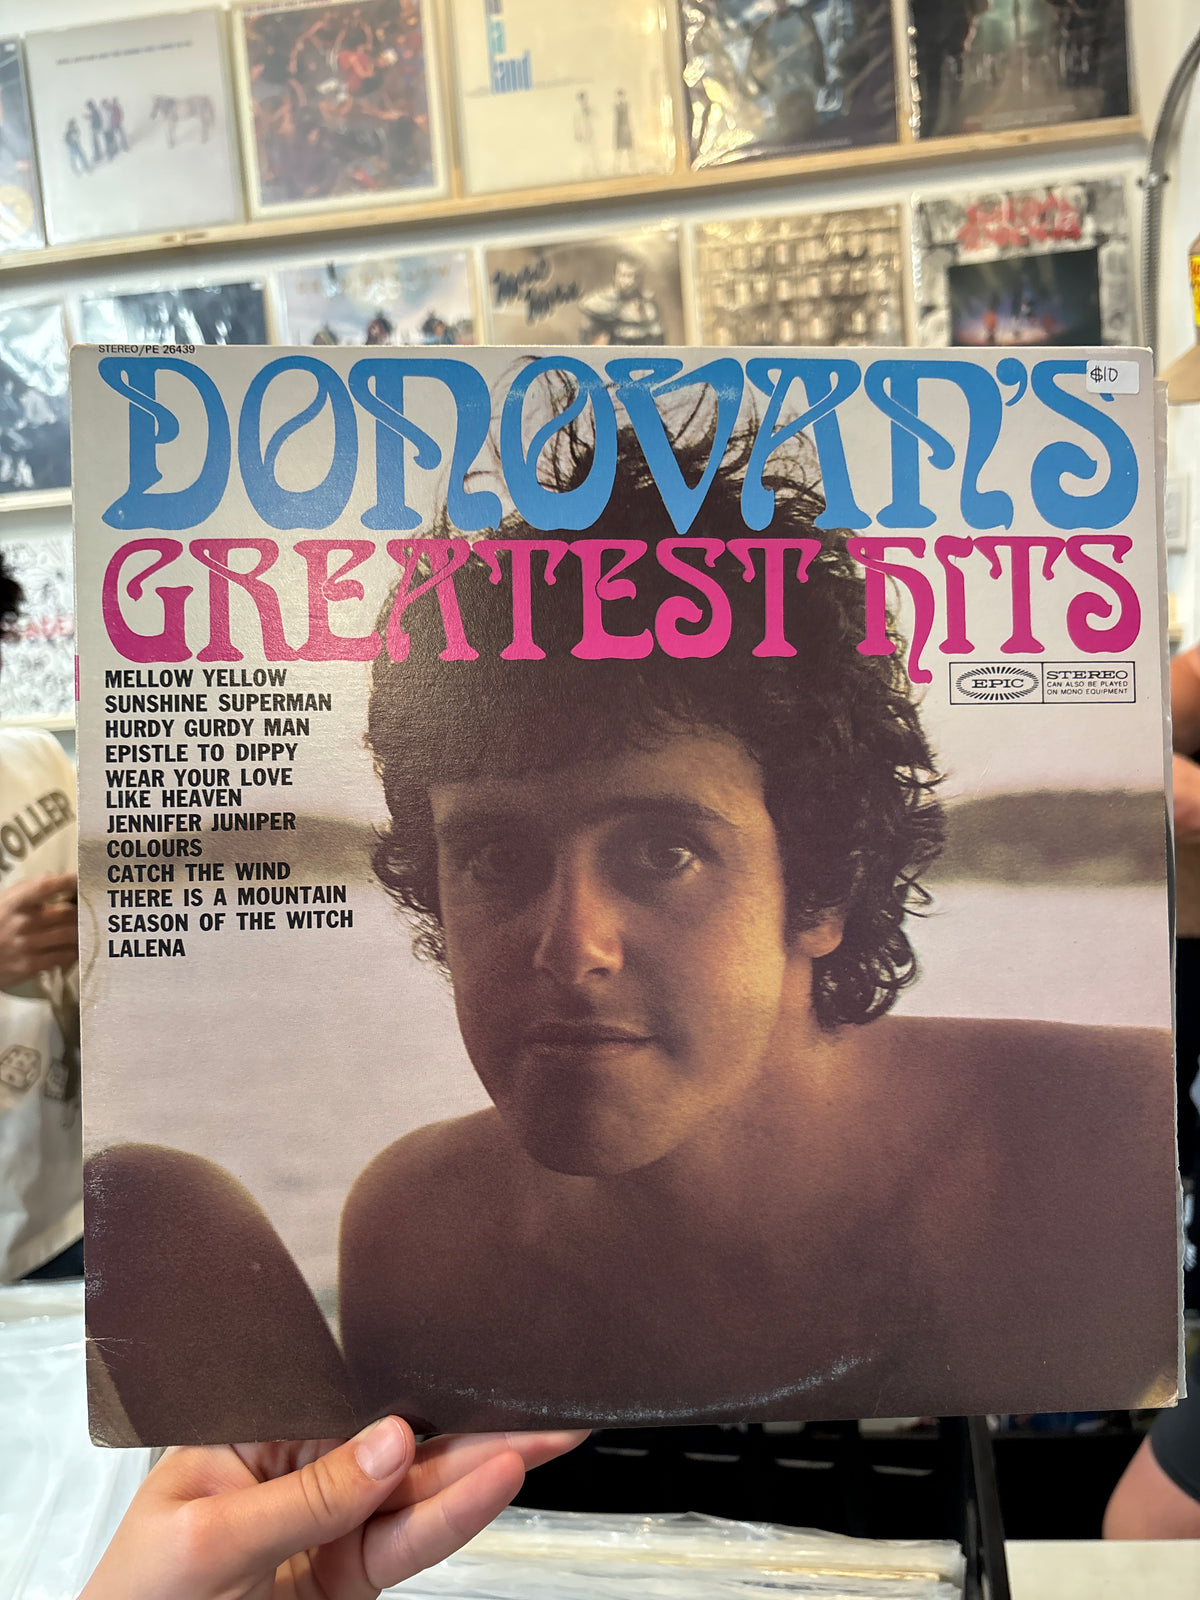 STEREO/PE 26439
$10
DONOVAN'S
GREATEST HITS
MELLOW YELLOW
SUNSHINE SUPERMAN
HURDY GURDY MAN
EPISTLE TO DIPPY
WEAR YOUR LOVE
LIKE HEAVEN
JENNIFER JUNIPER
COLOURS
CATCH THE WIND
THERE IS A MOUNTAIN
SEASON OF THE WITCH
LALENA
EPIC
STEREO
CAN ALSO BE PLAYED
ON MONO EQUIPMENT